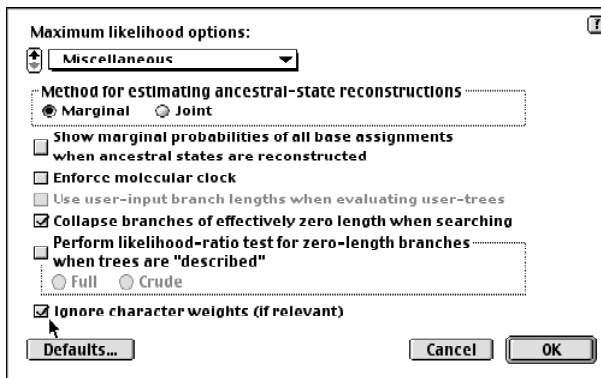 Maximum likelihood options:
?
Miscellaneous
Method for estimating ancestral-state reconstructions
Marginal Joint
Show marginal probabilities of all base assignments
when ancestral states are reconstructed
Enforce molecular clock
Use user-input branch lengths when evaluating user-trees
Collapse branches of effectively zero length when searching
Perform likelihood-ratio test for zero-length branches
when trees are "described"
Full Crude
Ignore character weights (if relevant)
Defaults... Cancel OK